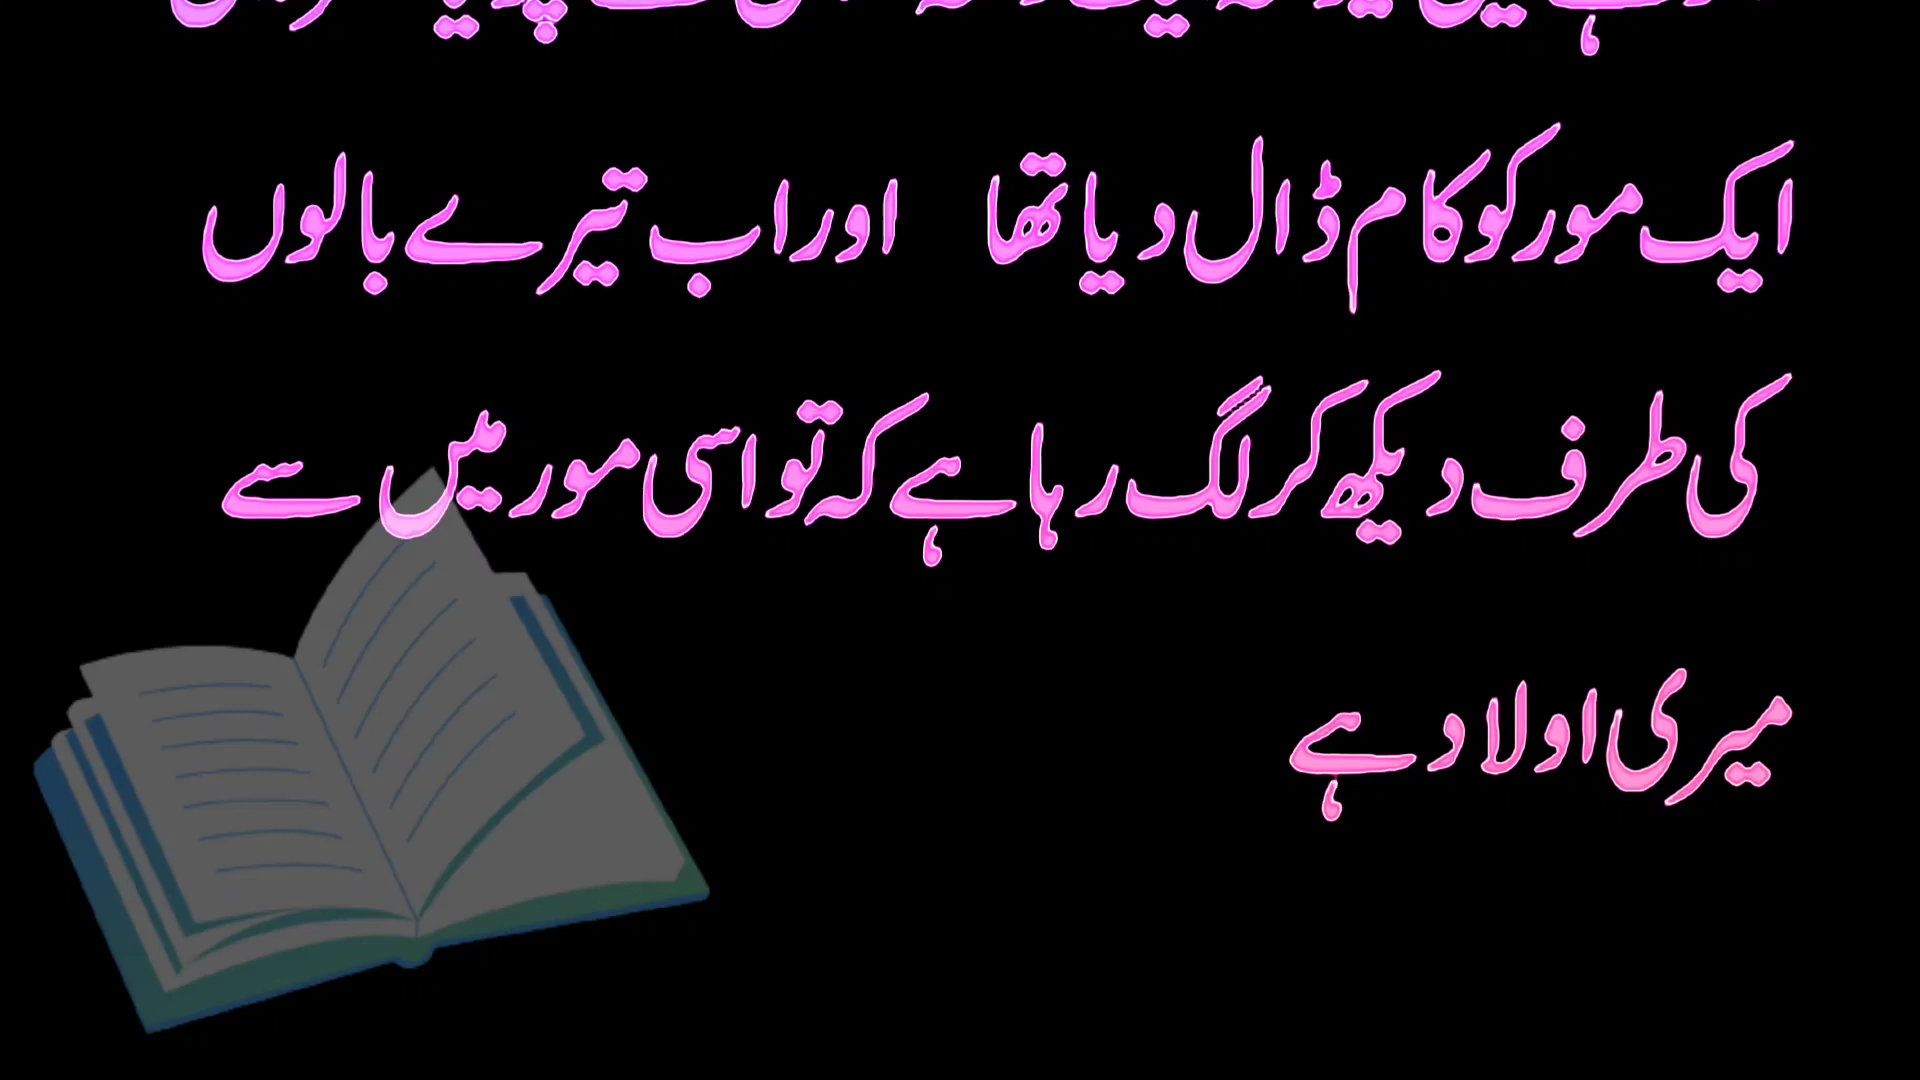 ایک مور کو کام ڈال دیا تھا اور اب تیرے بالوں
کی طرف دیکھ کر لگ رہا ہے کہ تو اسی مور میں سے
میری اولاد ہے